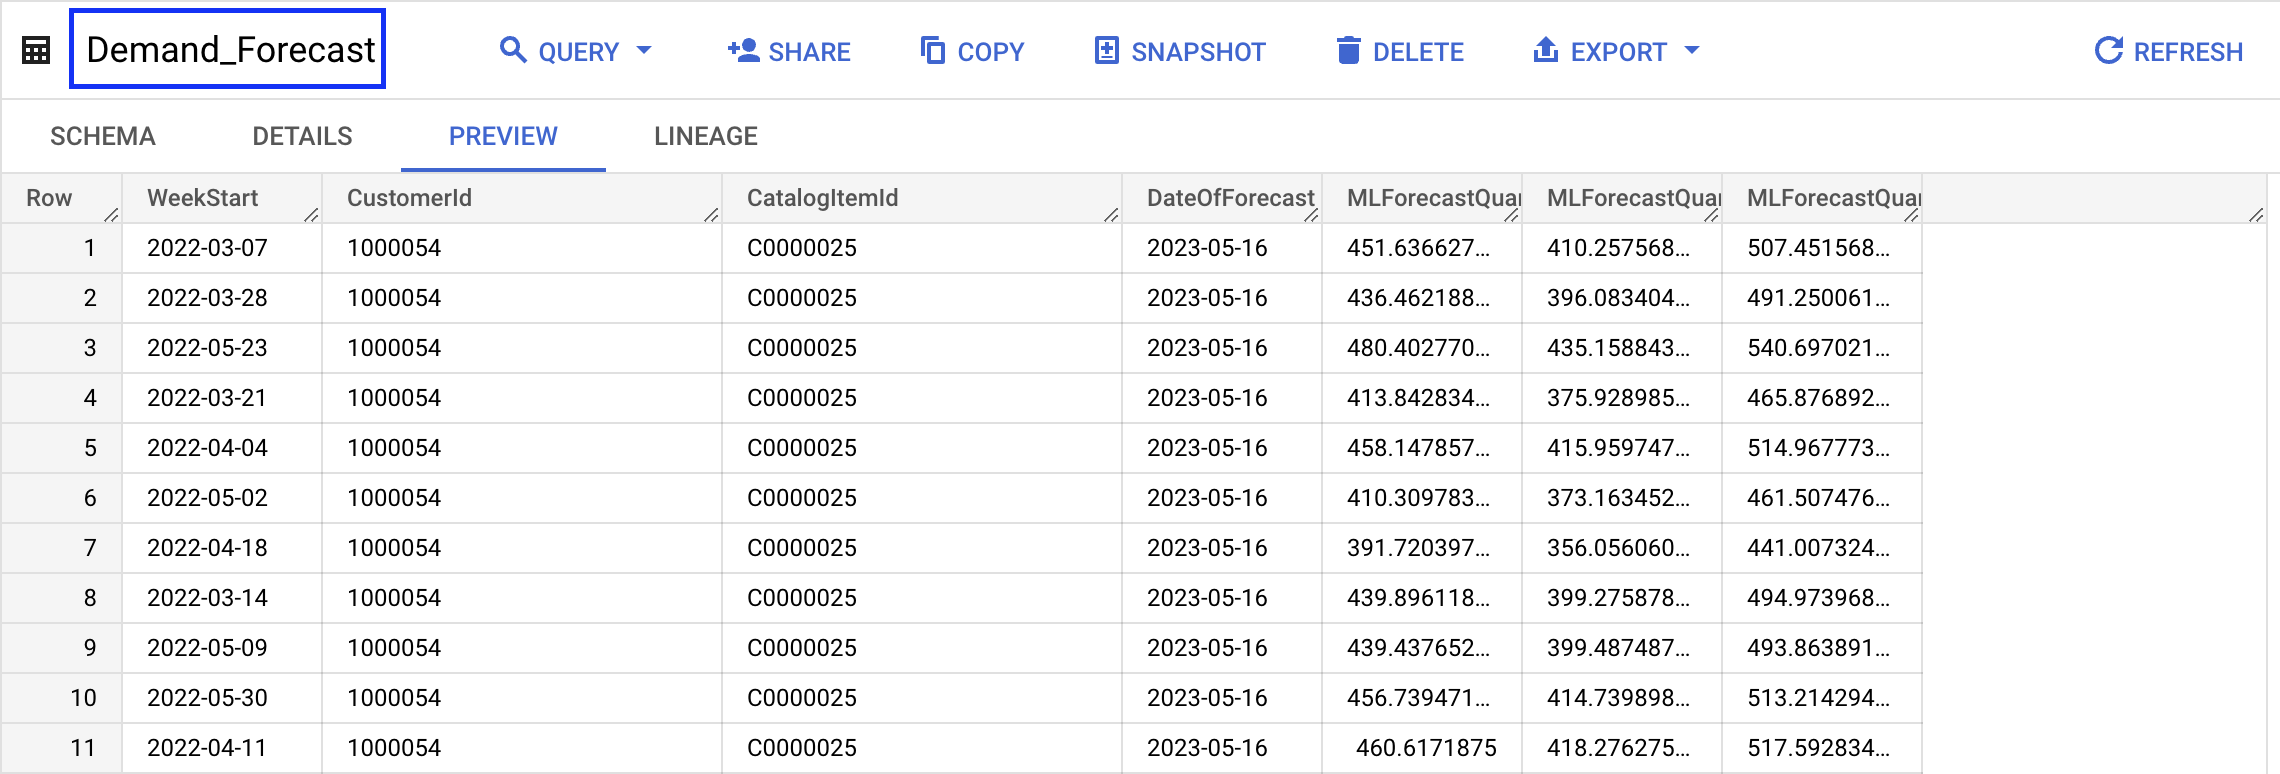 Demand_Forecast QUERY SHARE COPY SNAPSHOT DELETE EXPORT REFRESH
SCHEMA DETAILS PREVIEW LINEAGE
Row WeekStart CustomerId CatalogItemId DateOfForecast MLForecastQuar MLForecastQuar MLForecastQuar
1 2022-03-07 1000054 C0000025 2023-05-16 451.636627... 410.257568... 507.451568...
2 2022-03-28 1000054 C0000025 2023-05-16 436.462188... 396.083404... 491.250061...
3 2022-05-23 1000054 C0000025 2023-05-16 480.402770... 435.158843... 540.697021...
4 2022-03-21 1000054 C0000025 2023-05-16 413.842834... 375.928985... 465.876892...
5 2022-04-04 1000054 C0000025 2023-05-16 458.147857... 415.959747... 514.967773...
6 2022-05-02 1000054 C0000025 2023-05-16 410.309783... 373.163452... 461.507476...
7 2022-04-18 1000054 C0000025 2023-05-16 391.720397... 356.056060... 441.007324...
8 2022-03-14 1000054 C0000025 2023-05-16 439.896118... 399.275878... 494.973968...
9 2022-05-09 1000054 C0000025 2023-05-16 439.437652... 399.487487... 493.863891...
10 2022-05-30 1000054 C0000025 2023-05-16 456.739471... 414.739898... 513.214294...
11 2022-04-11 1000054 C0000025 2023-05-16 460.6171875 418.276275... 517.592834...